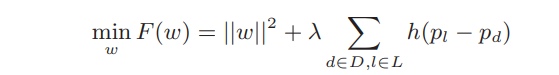 min_w F(w) = ||w||² + λ ∑_{d∈D,l∈L} h(p_l − p_d)